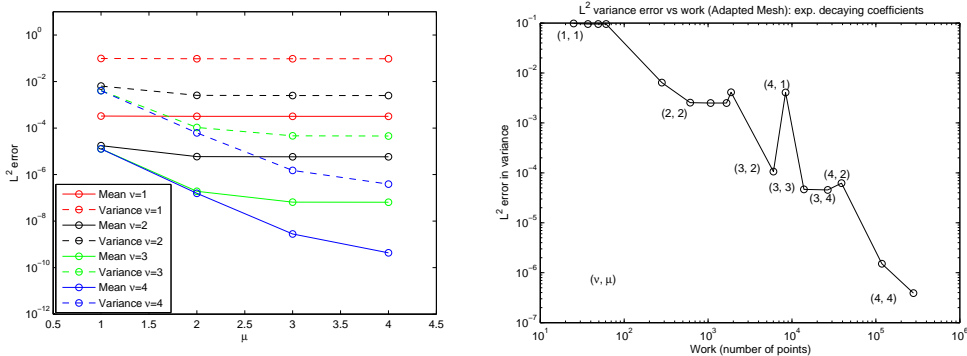 10^0
10^-2
10^-4
10^-6
10^-8
10^-10
10^-12
L^2 error
0.5 1 1.5 2 2.5 3 3.5 4 4.5
μ
Mean ν=1
Variance ν=1
Mean ν=2
Variance ν=2
Mean ν=3
Variance ν=3
Mean ν=4
Variance ν=4
L^2 variance error vs work (Adapted Mesh): exp. decaying coefficients
10^-1
10^-2
10^-3
10^-4
10^-5
10^-6
10^-7
L^2 error in variance
(1, 1)
(2, 2)
(4, 1)
(3, 2)
(3, 3)
(4, 2)
(3, 4)
(4, 4)
(ν, μ)
10^1 10^2 10^3 10^4 10^5 10^6
Work (number of points)